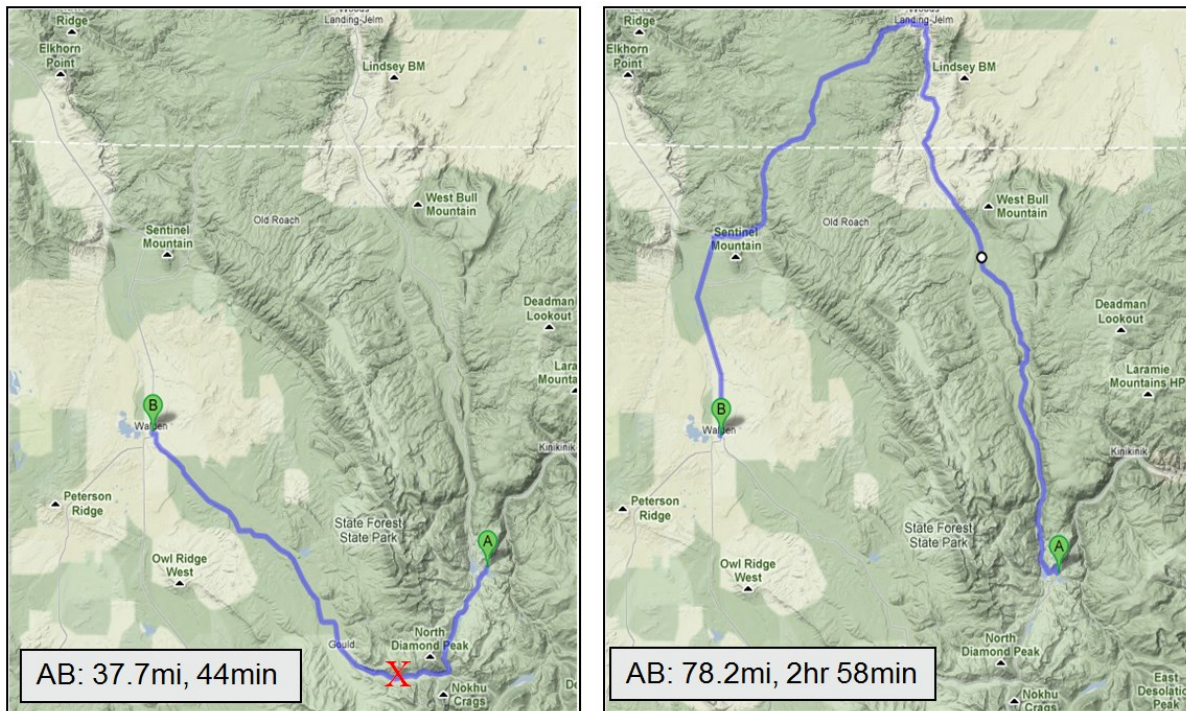 Ridge
Woods
Landing-Jelm
Elkhorn
Point
Lindsey BM
West Bull
Mountain
Old Roach
Sentinel
Mountain
Deadman
Lookout
B
Walden
Kinikinik
Peterson
Ridge
State Forest
State Park
A
Owl Ridge
West
North
Diamond Peak
Gould
X
Nokhu
Crags
AB: 37.7mi, 44min
Ridge
Landing-Jelm
Elkhorn
Point
Lindsey BM
West Bull
Mountain
Old Roach
Sentinel
Mountain
Deadman
Lookout
Laramie
Mountains HP
B
Walden
Kinikinik
Peterson
Ridge
State Forest
State Park
A
Owl Ridge
West
North
Diamond Peak
Nokhu
Crags
East
Desolation
Peak
AB: 78.2mi, 2hr 58min